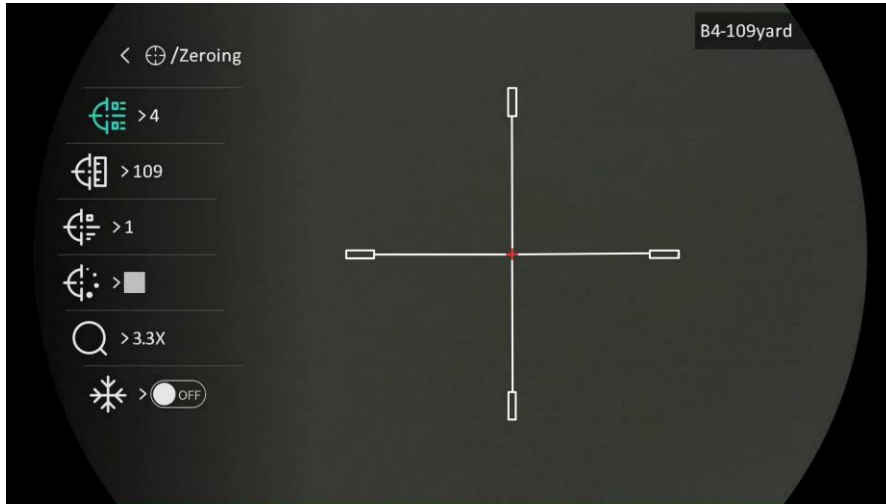 B4-109yard
< /Zeroing
>4
>109
>1
>
>3.3X
> OFF